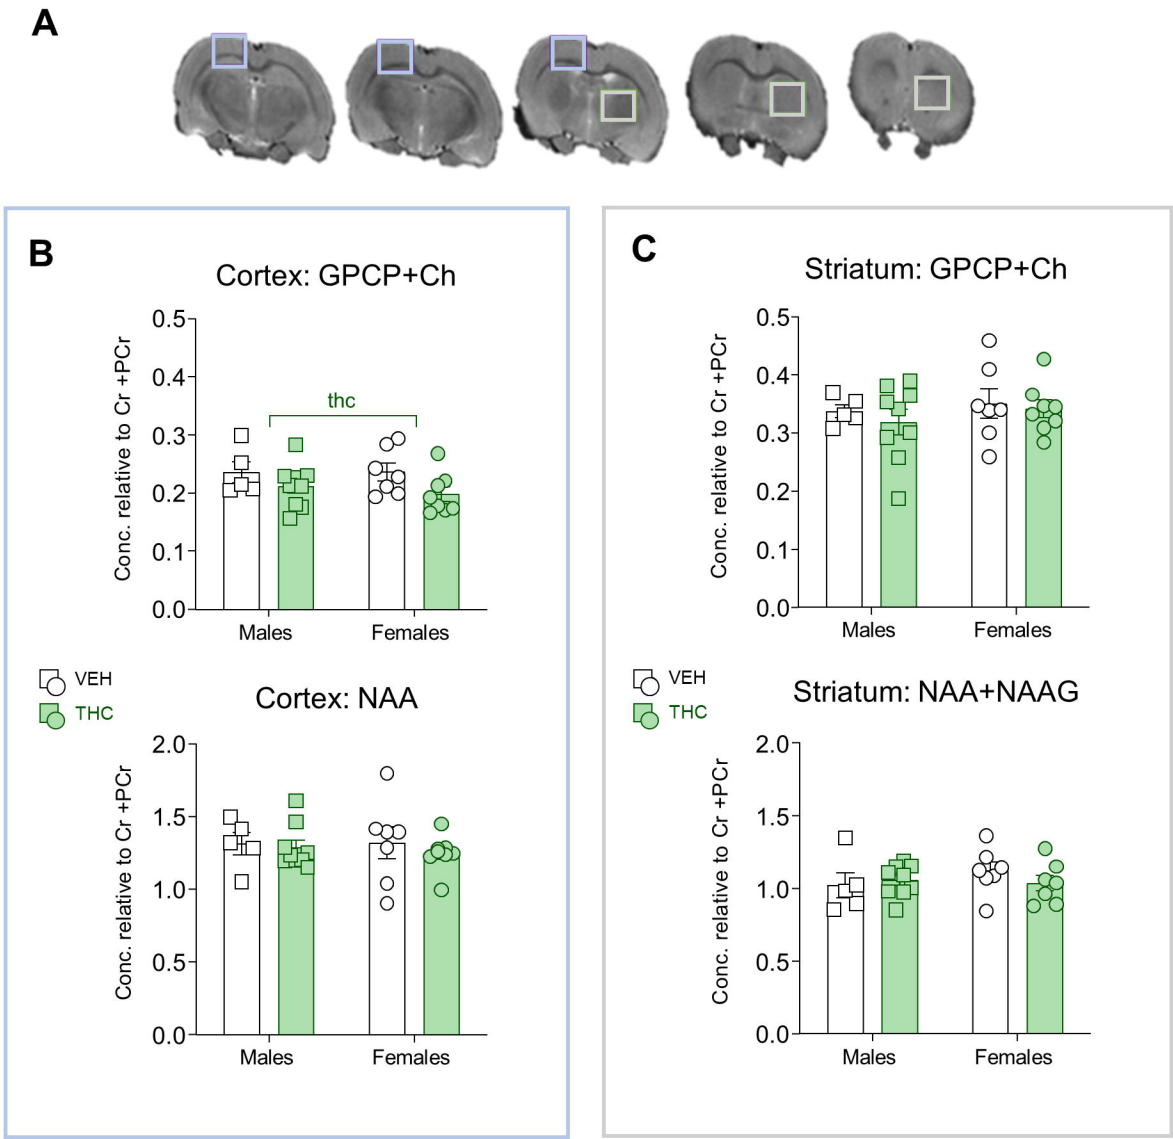 A
B
Cortex: GPCP+Ch
Conc. relative to Cr +PCr
0.5
0.4
0.3
0.2
0.1
0.0
thc
Males
Females
VEH
THC
Cortex: NAA
Conc. relative to Cr +PCr
2.0
1.5
1.0
0.5
0.0
Males
Females
C
Striatum: GPCP+Ch
Conc. relative to Cr +PCr
0.5
0.4
0.3
0.2
0.1
0.0
Males
Females
VEH
THC
Striatum: NAA+NAAG
Conc. relative to Cr +PCr
2.0
1.5
1.0
0.5
0.0
Males
Females